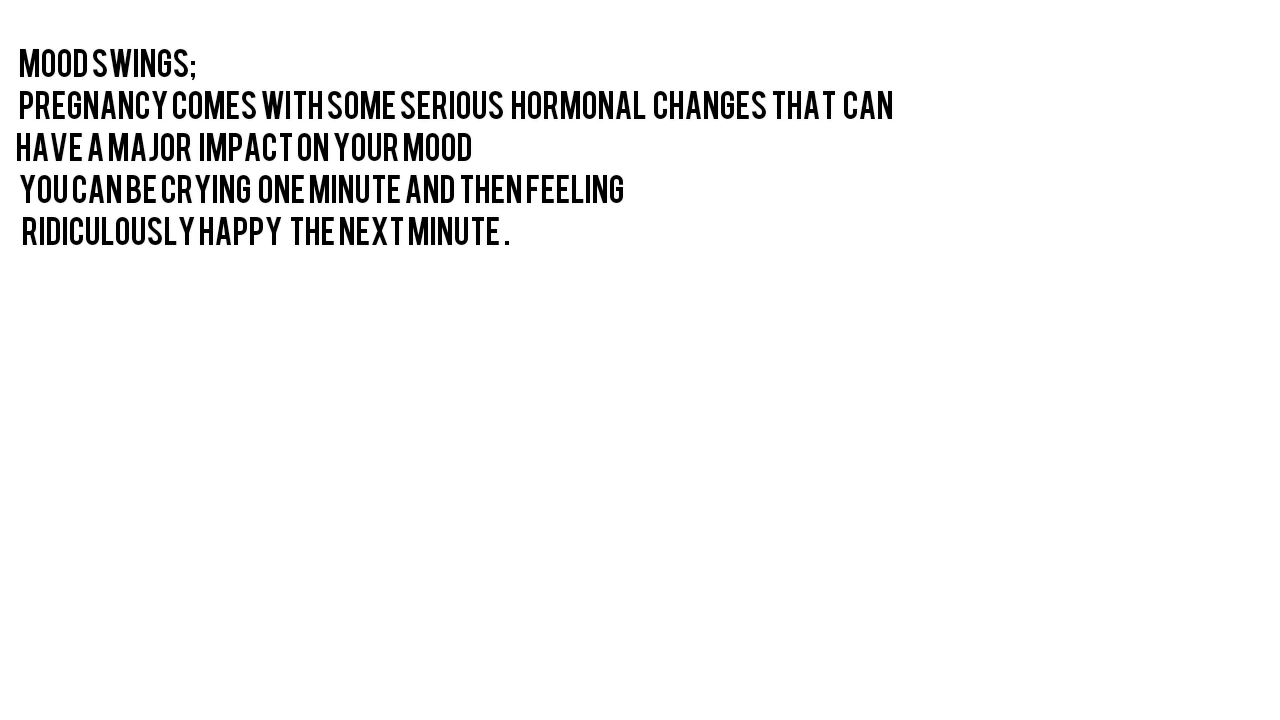 MOOD SWINGS;
PREGNANCY COMES WITH SOME SERIOUS HORMONAL CHANGES THAT CAN
HAVE A MAJOR IMPACT ON YOUR MOOD
YOU CAN BE CRYING ONE MINUTE AND THEN FEELING
RIDICULOUSLY HAPPY THE NEXT MINUTE .